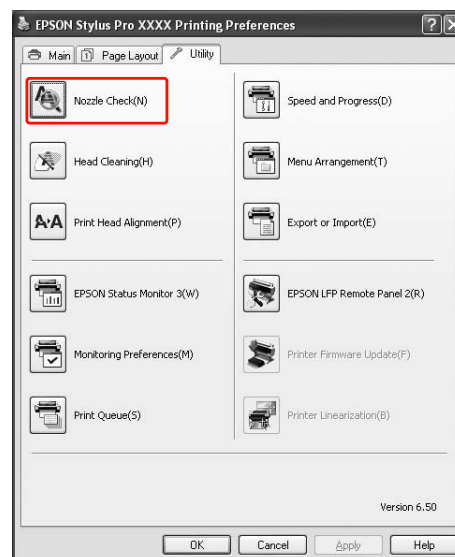 EPSON Stylus Pro XXXX Printing Preferences
Main
Page Layout
Utility
Nozzle Check(N)
Speed and Progress(D)
Head Cleaning(H)
Menu Arrangement(T)
Print Head Alignment(P)
Export or Import(E)
EPSON Status Monitor 3(W)
EPSON LFP Remote Panel 2(R)
Monitoring Preferences(M)
Printer Firmware Update(F)
Print Queue(S)
Printer Linearization(B)
Version 6.50
OK
Cancel
Apply
Help